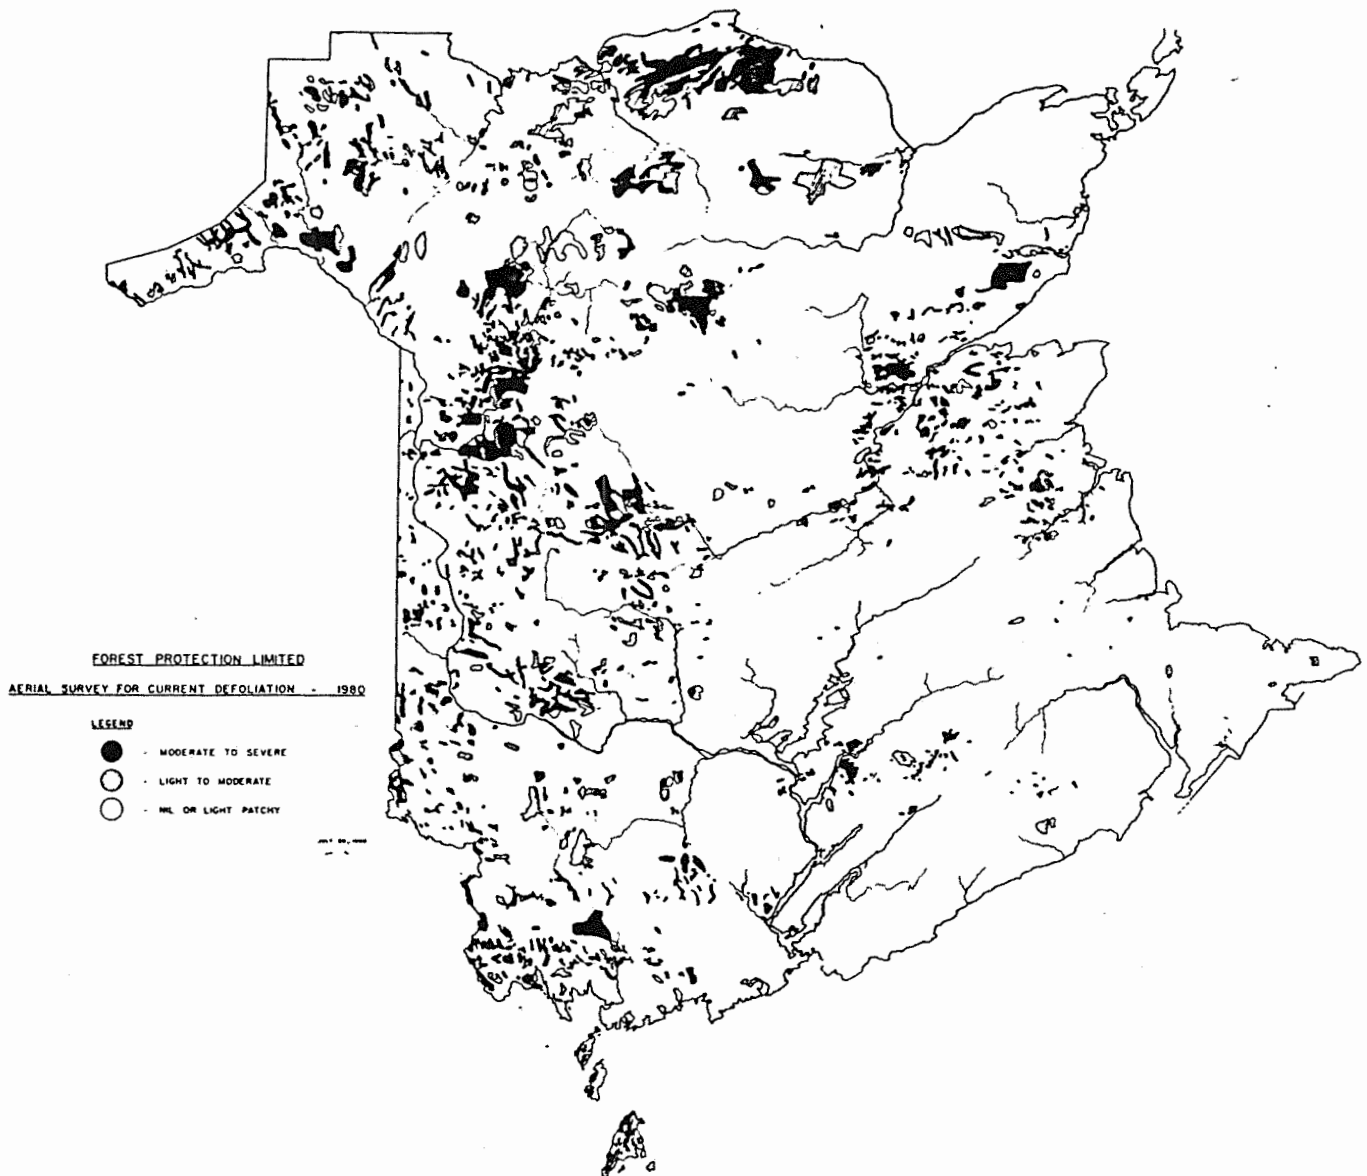 FOREST PROTECTION LIMITED
AERIAL SURVEY FOR CURRENT DEFOLIATION - 1980
LEGEND
- MODERATE TO SEVERE
- LIGHT TO MODERATE
- NIL OR LIGHT PATCHY